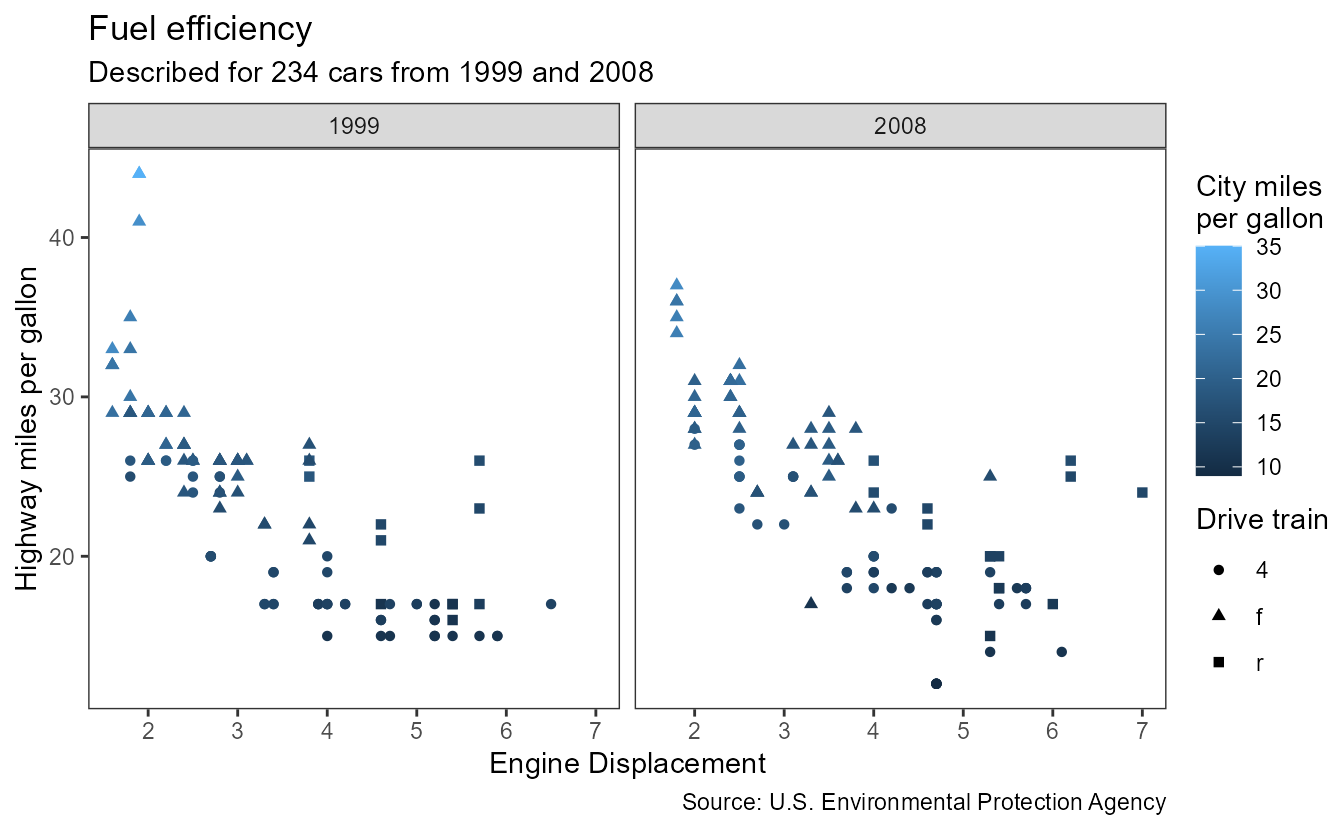 Fuel efficiency
Described for 234 cars from 1999 and 2008
1999
2008
Highway miles per gallon
40
30
20
2 3 4 5 6 7
2 3 4 5 6 7
Engine Displacement
City miles
per gallon
35
30
25
20
15
10
Drive train
4
f
r
Source: U.S. Environmental Protection Agency